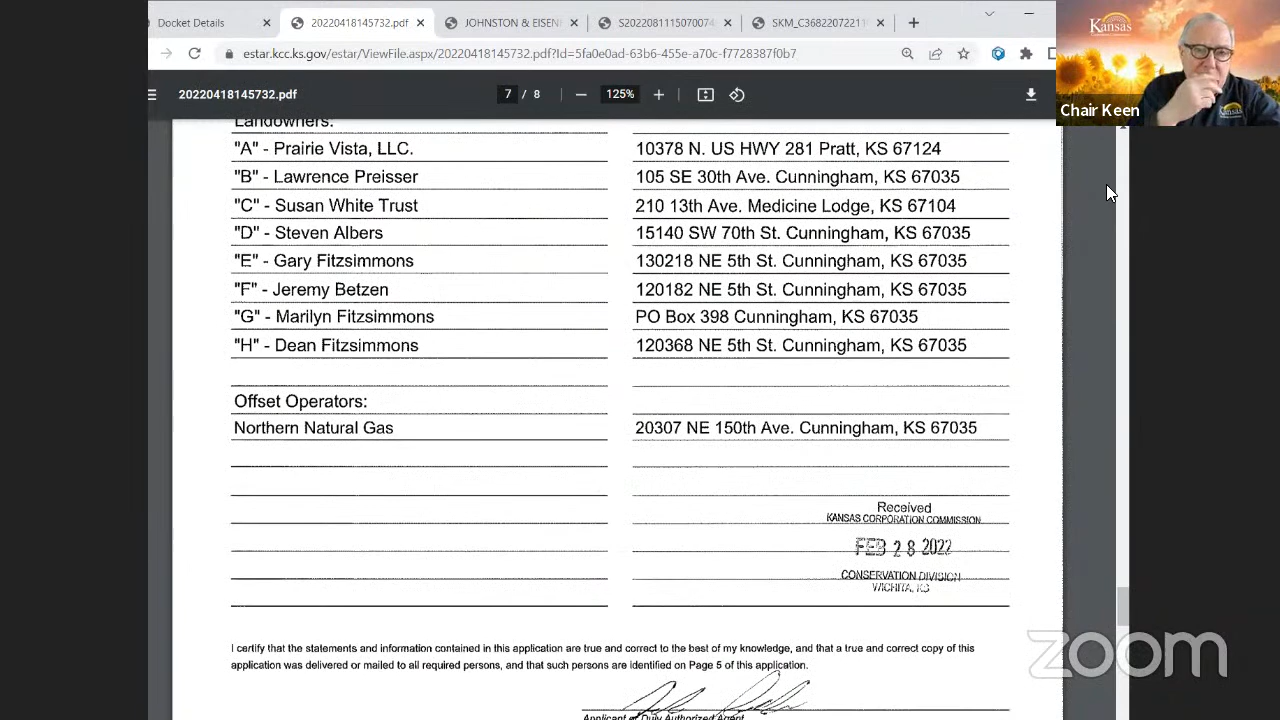 Docket Details
20220418145732.pdf
JOHNSTON & EISEN
S2022081115070074
SKM_C3682207221
estar.kcc.ks.gov/estar/ViewFile.aspx/20220418145732.pdf?Id=5fa0e0ad-63b6-455e-a70c-f7728387f0b7
Kansas
Chair Keen
20220418145732.pdf
7 / 8
125%
Landowners:
"A" - Prairie Vista, LLC. 10378 N. US HWY 281 Pratt, KS 67124
"B" - Lawrence Preisser 105 SE 30th Ave. Cunningham, KS 67035
"C" - Susan White Trust 210 13th Ave. Medicine Lodge, KS 67104
"D" - Steven Albers 15140 SW 70th St. Cunningham, KS 67035
"E" - Gary Fitzsimmons 130218 NE 5th St. Cunningham, KS 67035
"F" - Jeremy Betzen 120182 NE 5th St. Cunningham, KS 67035
"G" - Marilyn Fitzsimmons PO Box 398 Cunningham, KS 67035
"H" - Dean Fitzsimmons 120368 NE 5th St. Cunningham, KS 67035
Offset Operators:
Northern Natural Gas 20307 NE 150th Ave. Cunningham, KS 67035
Received
KANSAS CORPORATION COMMISSION
FEB 28 2022
CONSERVATION DIVISION
WICHITA, KS
I certify that the statements and information contained in this application are true and correct to the best of my knowledge, and that a true and correct copy of this
application was delivered or mailed to all required persons, and that such persons are identified on Page 5 of this application.
Applicant or Duly Authorized Agent
zoom